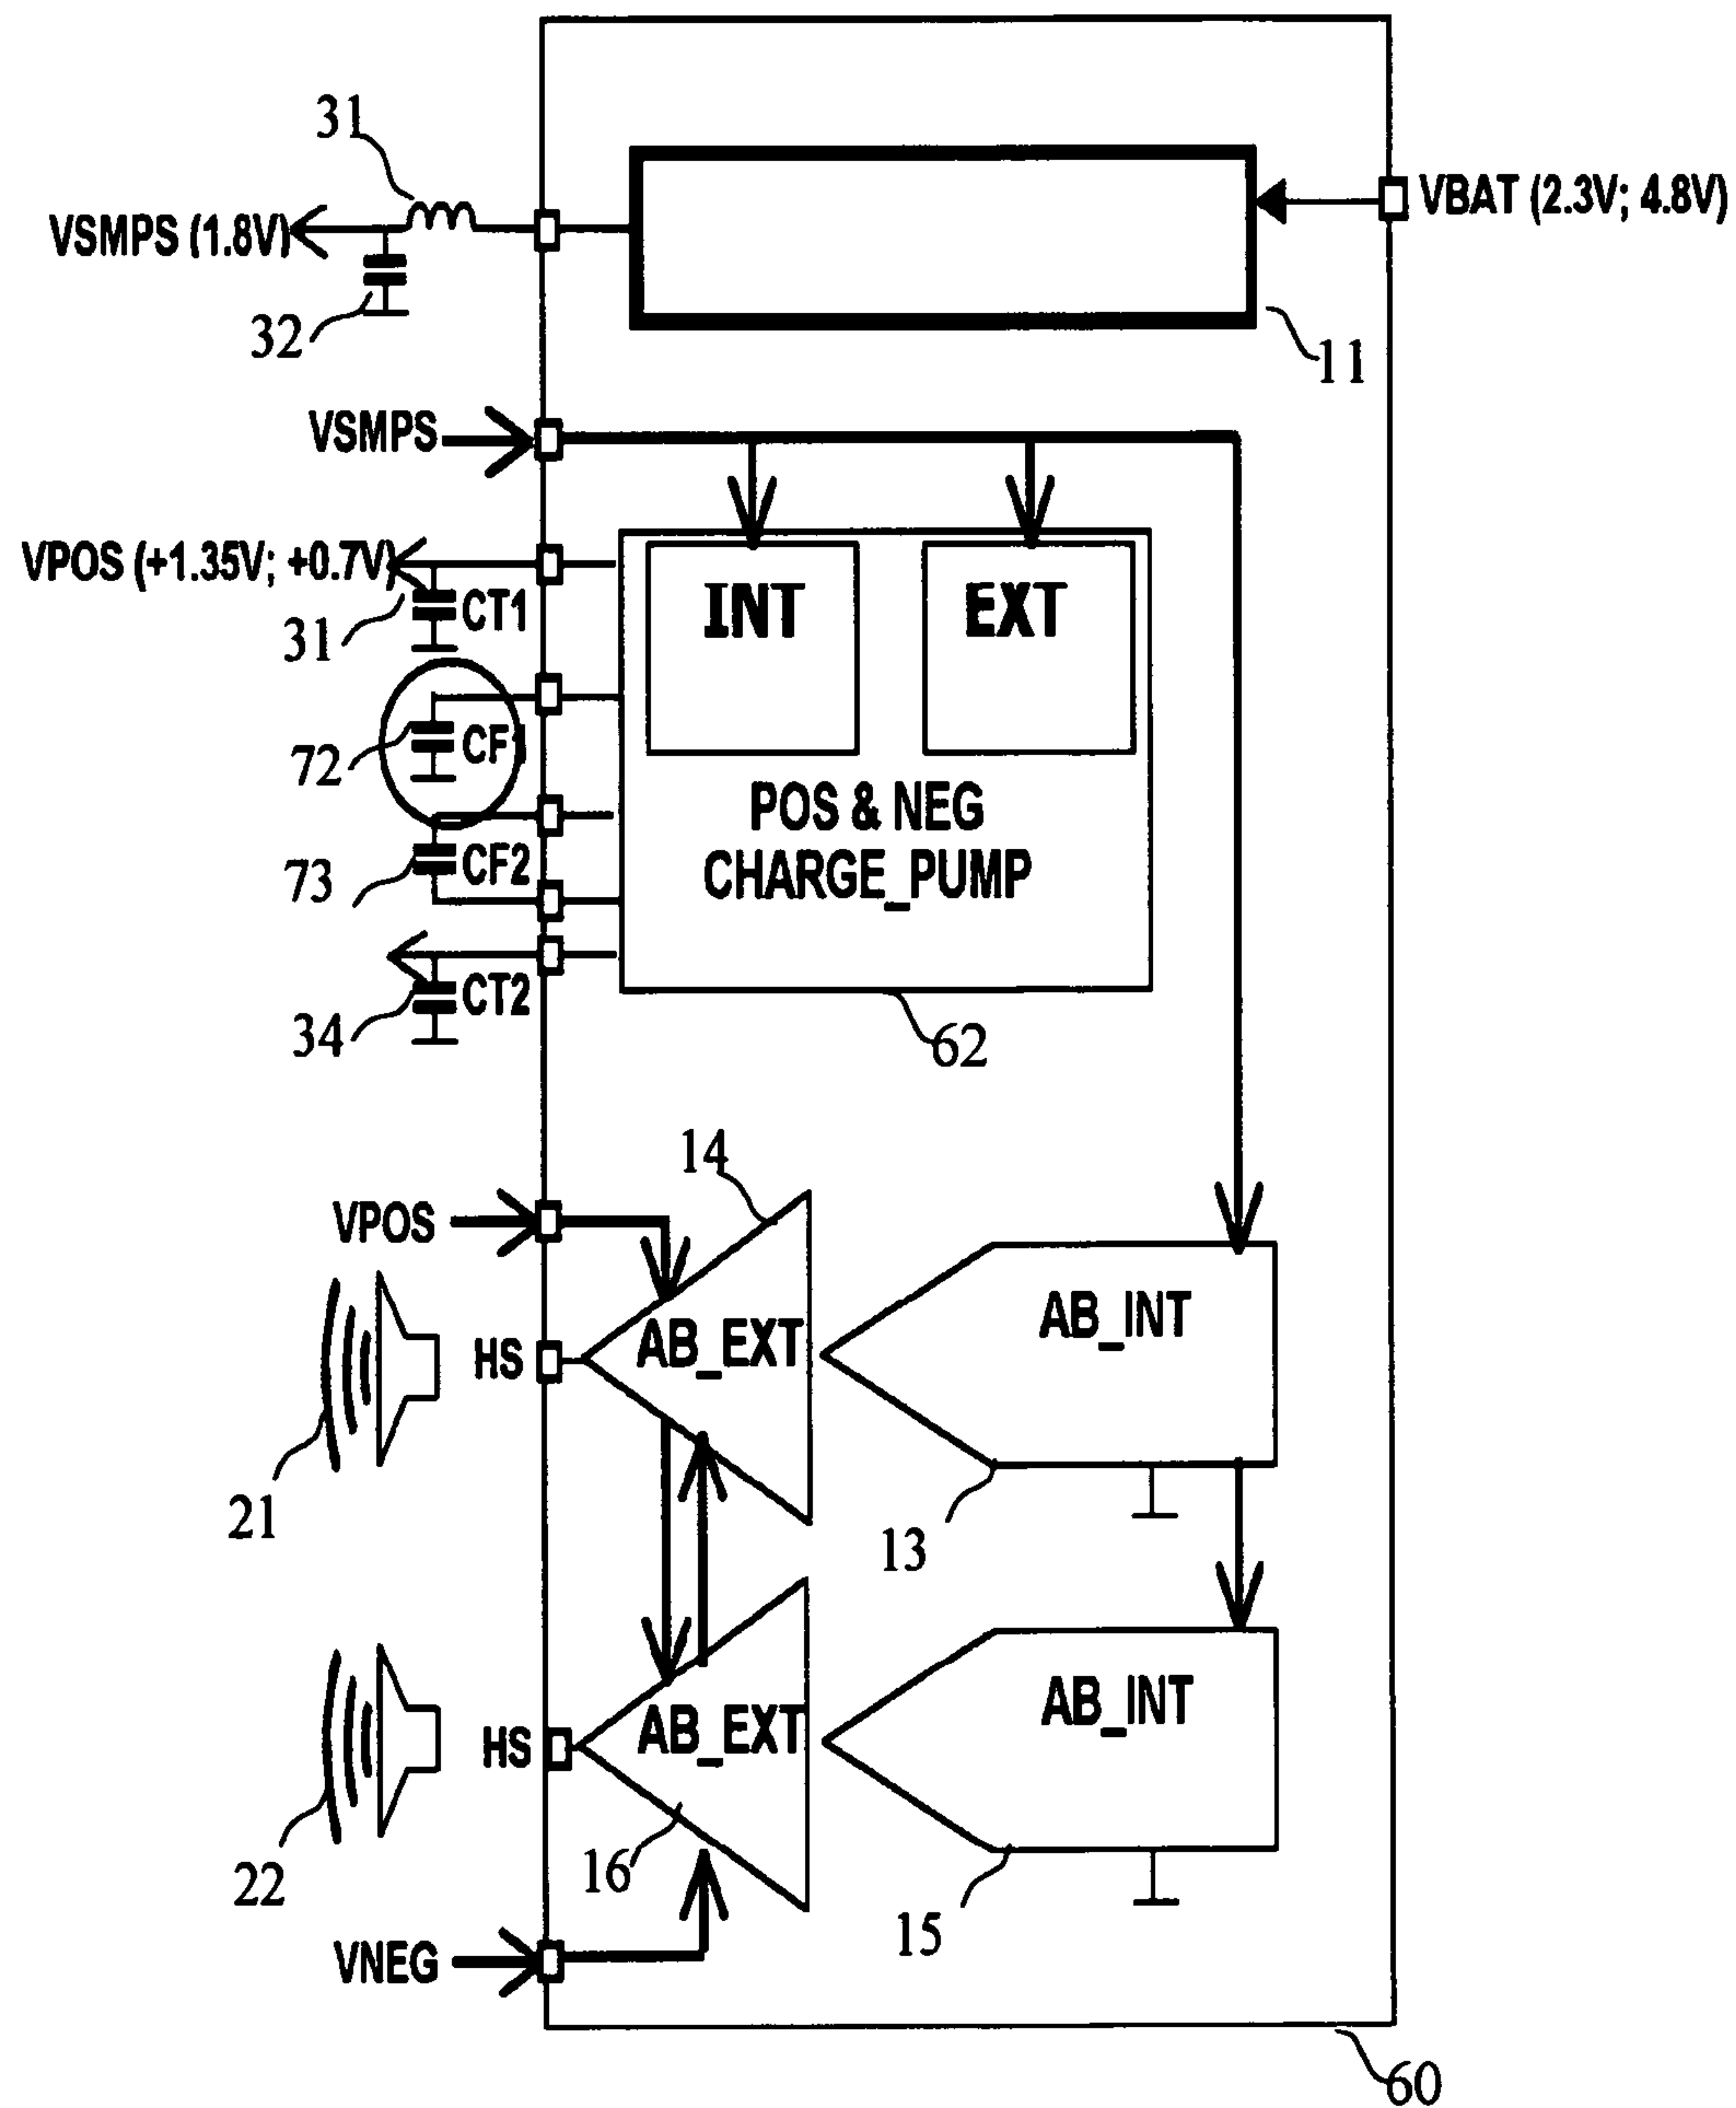 31
VSMPS (1.8V)
VBAT (2.3V; 4.8V)
32
11
VSMPS
VPOS (+1.35V; +0.7V)
INT
EXT
CT1
31
72
CF1
POS & NEG
CHARGE_PUMP
73
CF2
CT2
34
62
14
VPOS
AB_INT
HS
AB_EXT
21
13
AB_INT
HS
AB_EXT
16
22
15
VNEG
60